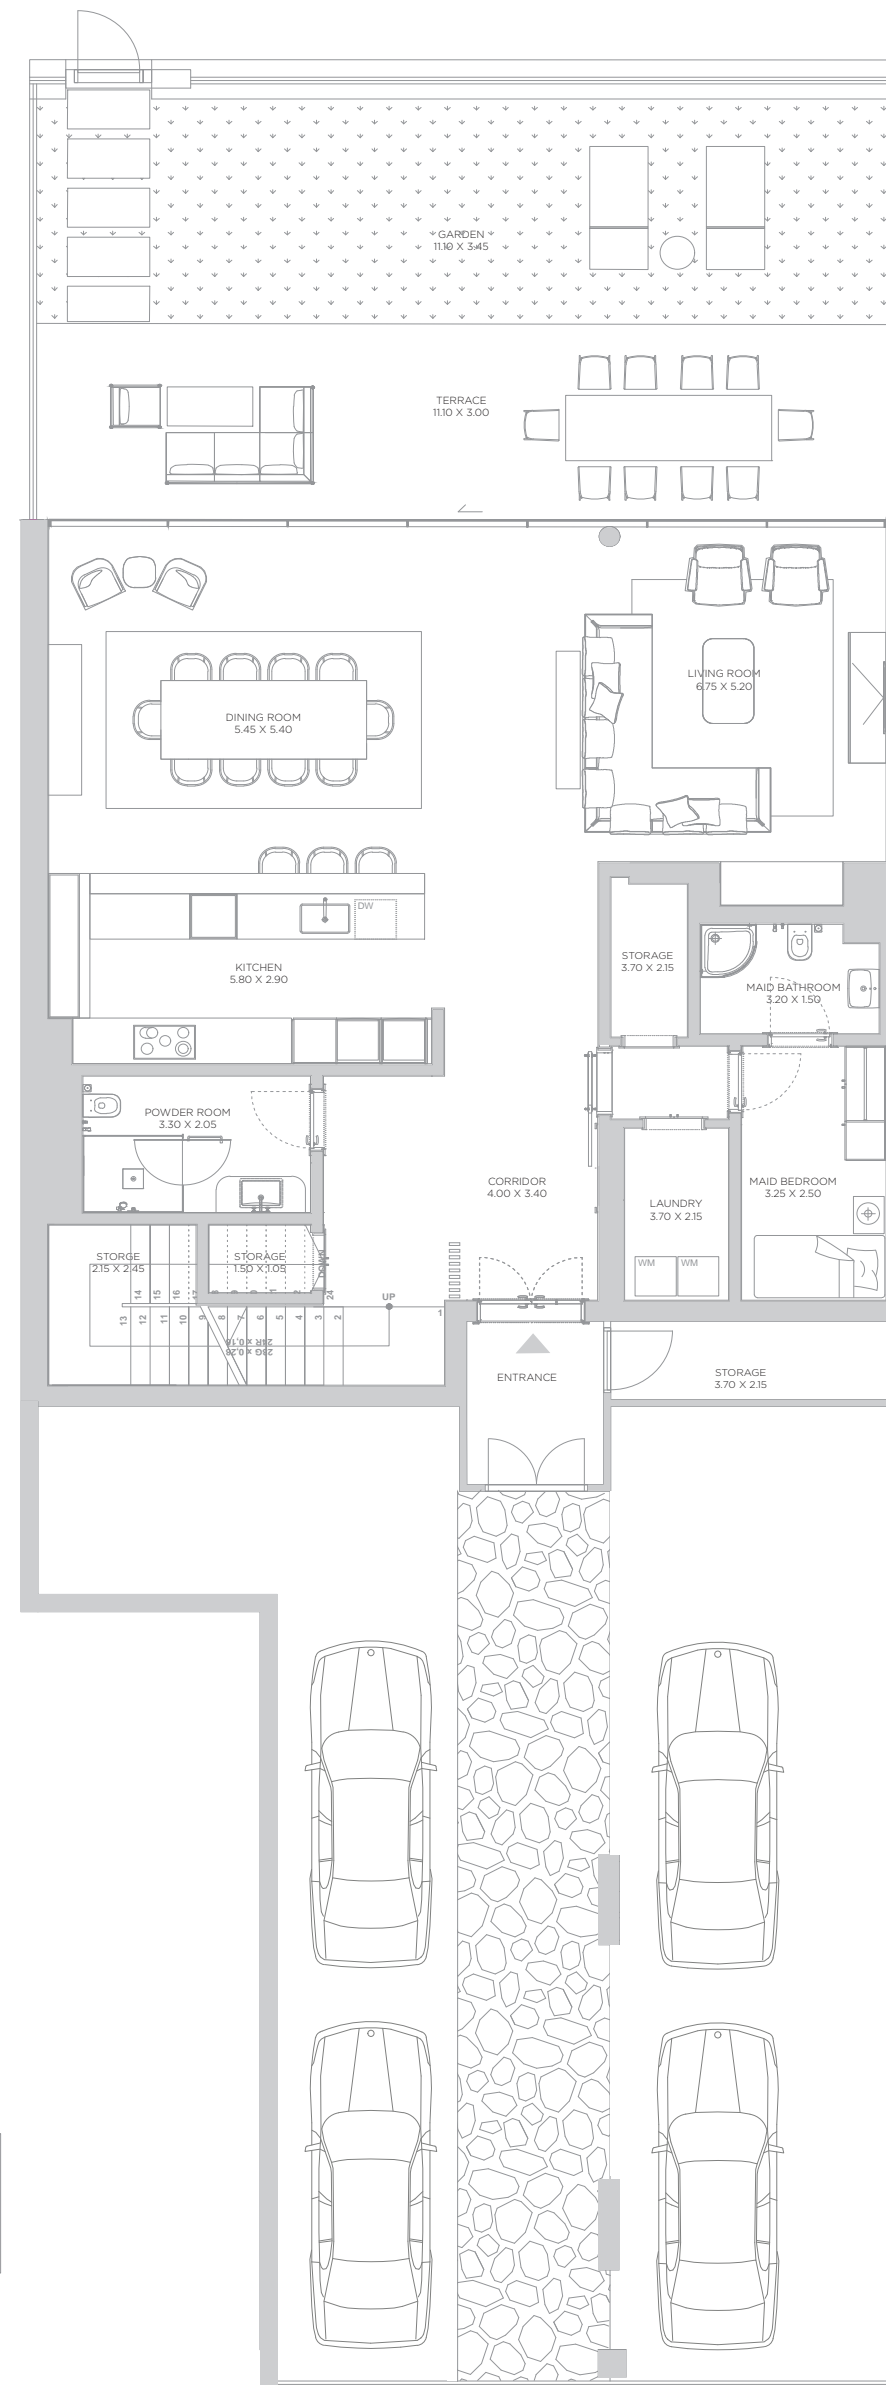 GARDEN
11.10 X 3.45
TERRACE
11.10 X 3.00
LIVING ROOM
6.75 X 5.20
DINING ROOM
5.45 X 5.40
DW
KITCHEN
5.80 X 2.90
STORAGE
3.70 X 2.15
MAID BATHROOM
3.20 X 1.50
POWDER ROOM
3.30 X 2.05
CORRIDOR
4.00 X 3.40
MAID BEDROOM
3.25 X 2.50
LAUNDRY
3.70 X 2.15
WM WM
STORGE
2.15 X 2.45
STORAGE
1.50 X 1.05
DOWN
UP
14 15 16 17
24
13 12 11 10 9 8 7 6 5 4 3 2 1
ENTRANCE
STORAGE
3.70 X 2.15